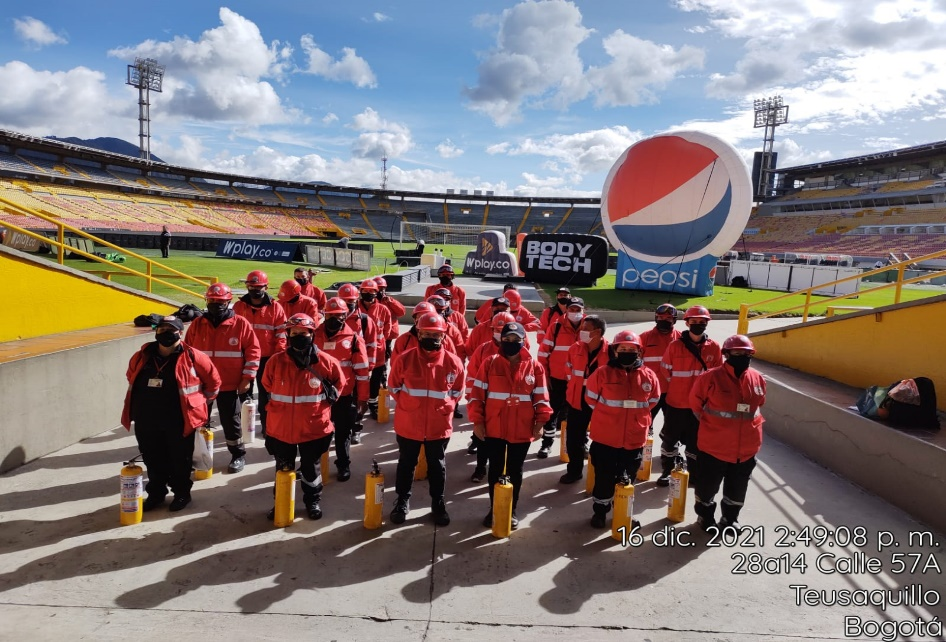 wplay.co
wplay.co
BODY
TECH
pepsi
16 dic. 2021 2:49:08 p. m.
28a14 Calle 57A
Teusaquillo
Bogotá